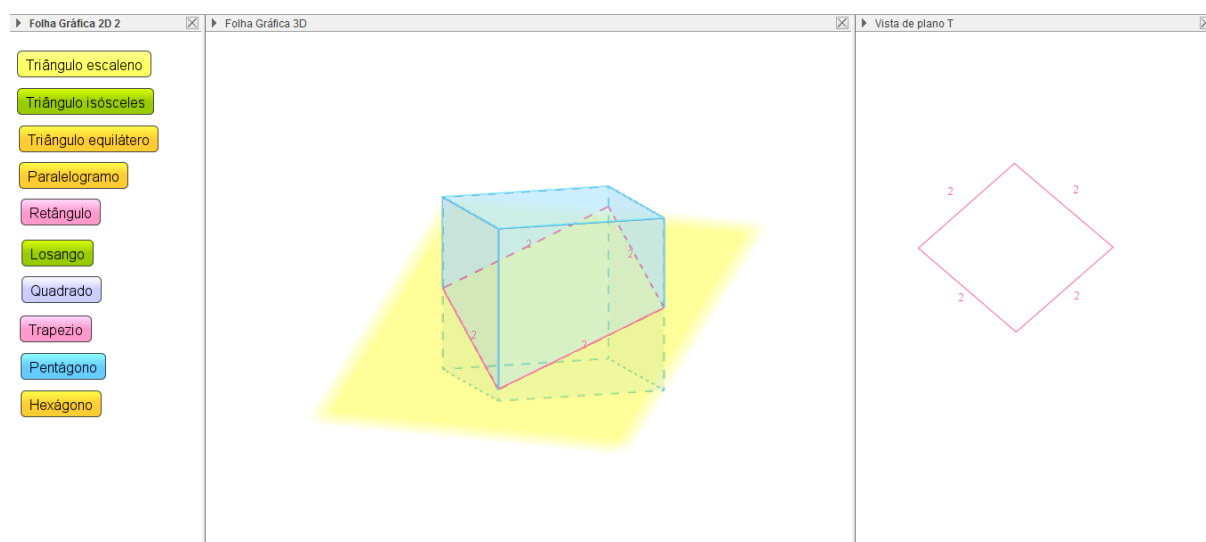 Folha Gráfica 2D 2
Triângulo escaleno
Triângulo isósceles
Triângulo equilátero
Paralelogramo
Retângulo
Losango
Quadrado
Trapezio
Pentágono
Hexágono
Folha Gráfica 3D
2
2
2
2
Vista de plano T
2
2
2
2